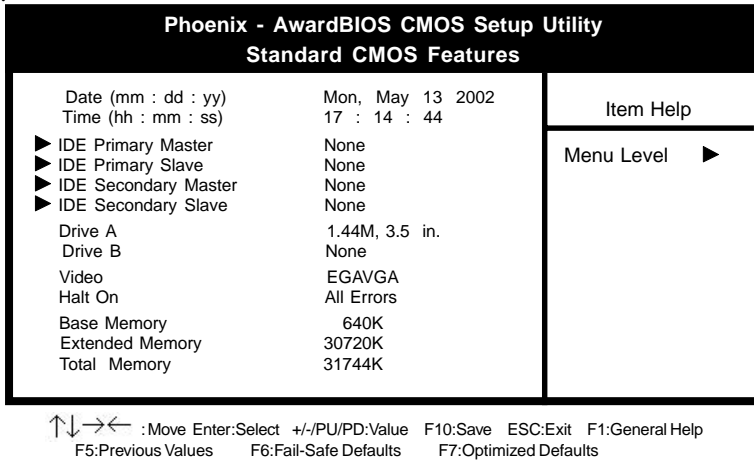 Phoenix - AwardBIOS CMOS Setup Utility
Standard CMOS Features
Date (mm : dd : yy) Mon, May 13 2002
Time (hh : mm : ss) 17 : 14 : 44
Item Help
IDE Primary Master None
IDE Primary Slave None
IDE Secondary Master None
IDE Secondary Slave None
Menu Level
Drive A 1.44M, 3.5 in.
Drive B None
Video EGAVGA
Halt On All Errors
Base Memory 640K
Extended Memory 30720K
Total Memory 31744K
↑↓→← :Move Enter:Select +/-/PU/PD:Value F10:Save ESC:Exit F1:General Help
F5:Previous Values F6:Fail-Safe Defaults F7:Optimized Defaults